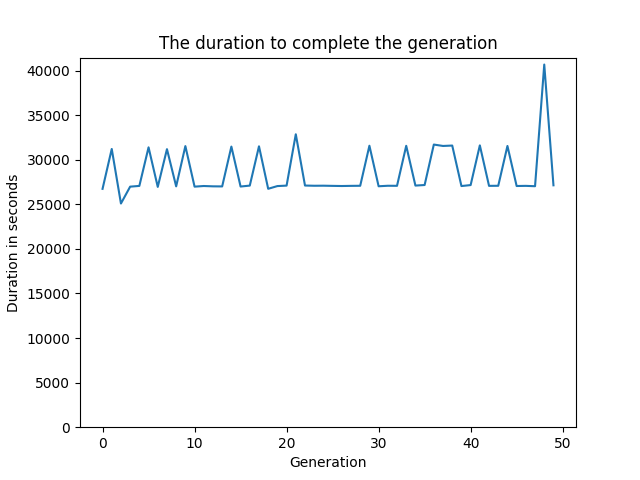 The duration to complete the generation
40000
35000
30000
25000
20000
15000
10000
5000
0
Duration in seconds
0 10 20 30 40 50
Generation